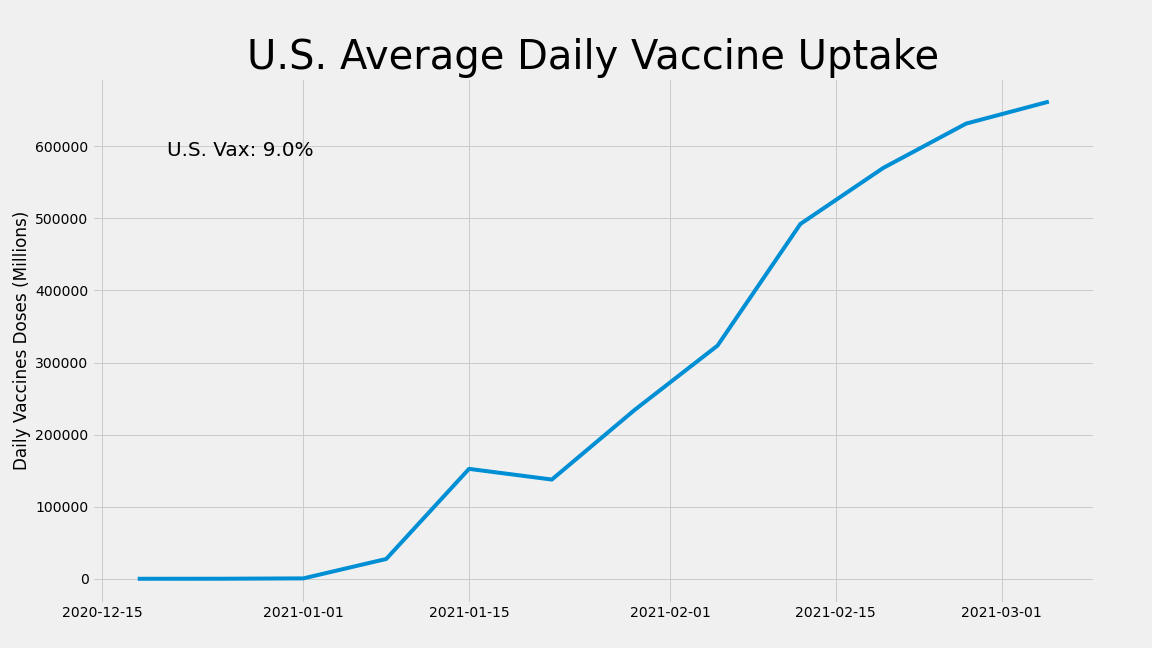 U.S. Average Daily Vaccine Uptake
U.S. Vax: 9.0%
Daily Vaccines Doses (Millions)
600000
500000
400000
300000
200000
100000
0
2020-12-15 2021-01-01 2021-01-15 2021-02-01 2021-02-15 2021-03-01